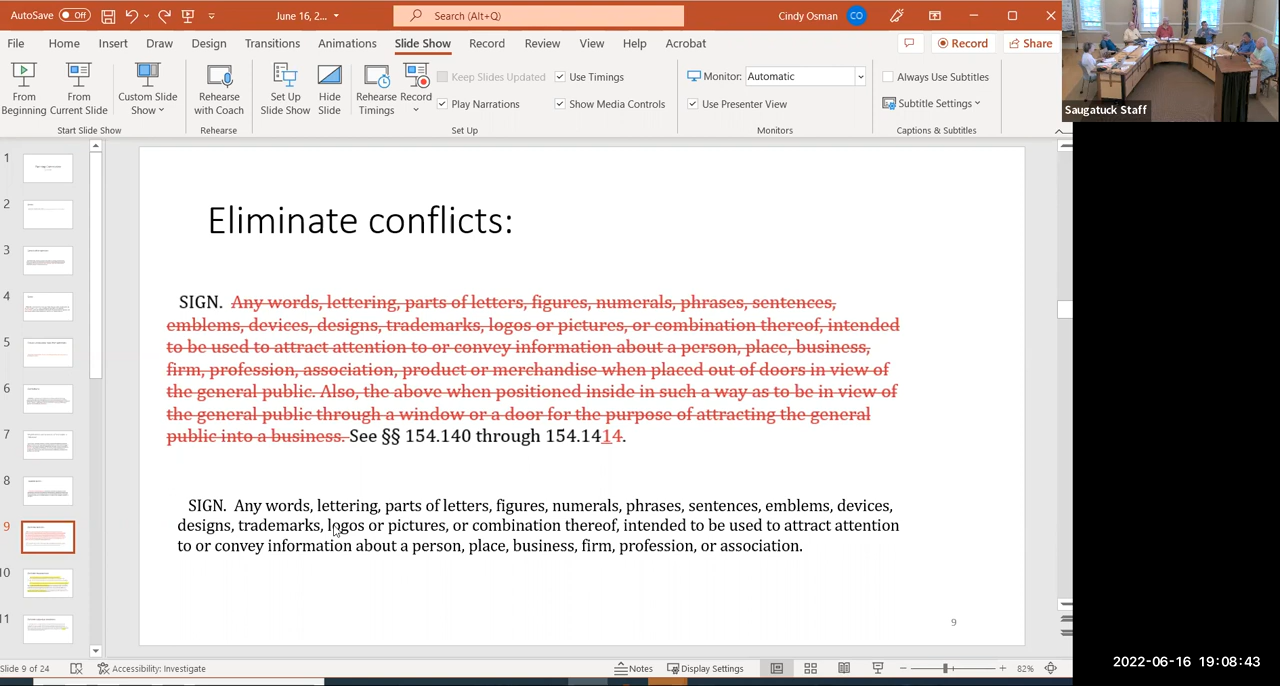 AutoSave Off June 16, 2... Search (Alt+Q) Cindy Osman CO
File Home Insert Draw Design Transitions Animations Slide Show Record Review View Help Acrobat Record Share
From Beginning
From Current Slide
Custom Slide Show
Rehearse with Coach
Set Up Slide Show
Hide Slide
Rehearse Timings
Record
Keep Slides Updated
Use Timings
Play Narrations
Show Media Controls
Monitor: Automatic
Use Presenter View
Always Use Subtitles
Subtitle Settings
Start Slide Show Rehearse Set Up Monitors Captions & Subtitles
Saugatuck Staff
1
2
3
4
5
6
7
8
9
10
11
Eliminate conflicts:
SIGN. Any words, lettering, parts of letters, figures, numerals, phrases, sentences,
emblems, devices, designs, trademarks, logos or pictures, or combination thereof, intended
to be used to attract attention to or convey information about a person, place, business,
firm, profession, association, product or merchandise when placed out of doors in view of
the general public. Also, the above when positioned inside in such a way as to be in view of
the general public through a window or a door for the purpose of attracting the general
public into a business. See §§ 154.140 through 154.1414.
SIGN. Any words, lettering, parts of letters, figures, numerals, phrases, sentences, emblems, devices,
designs, trademarks, logos or pictures, or combination thereof, intended to be used to attract attention
to or convey information about a person, place, business, firm, profession, or association.
9
Slide 9 of 24 Accessibility: Investigate Notes Display Settings 82%
2022-06-16 19:08:43